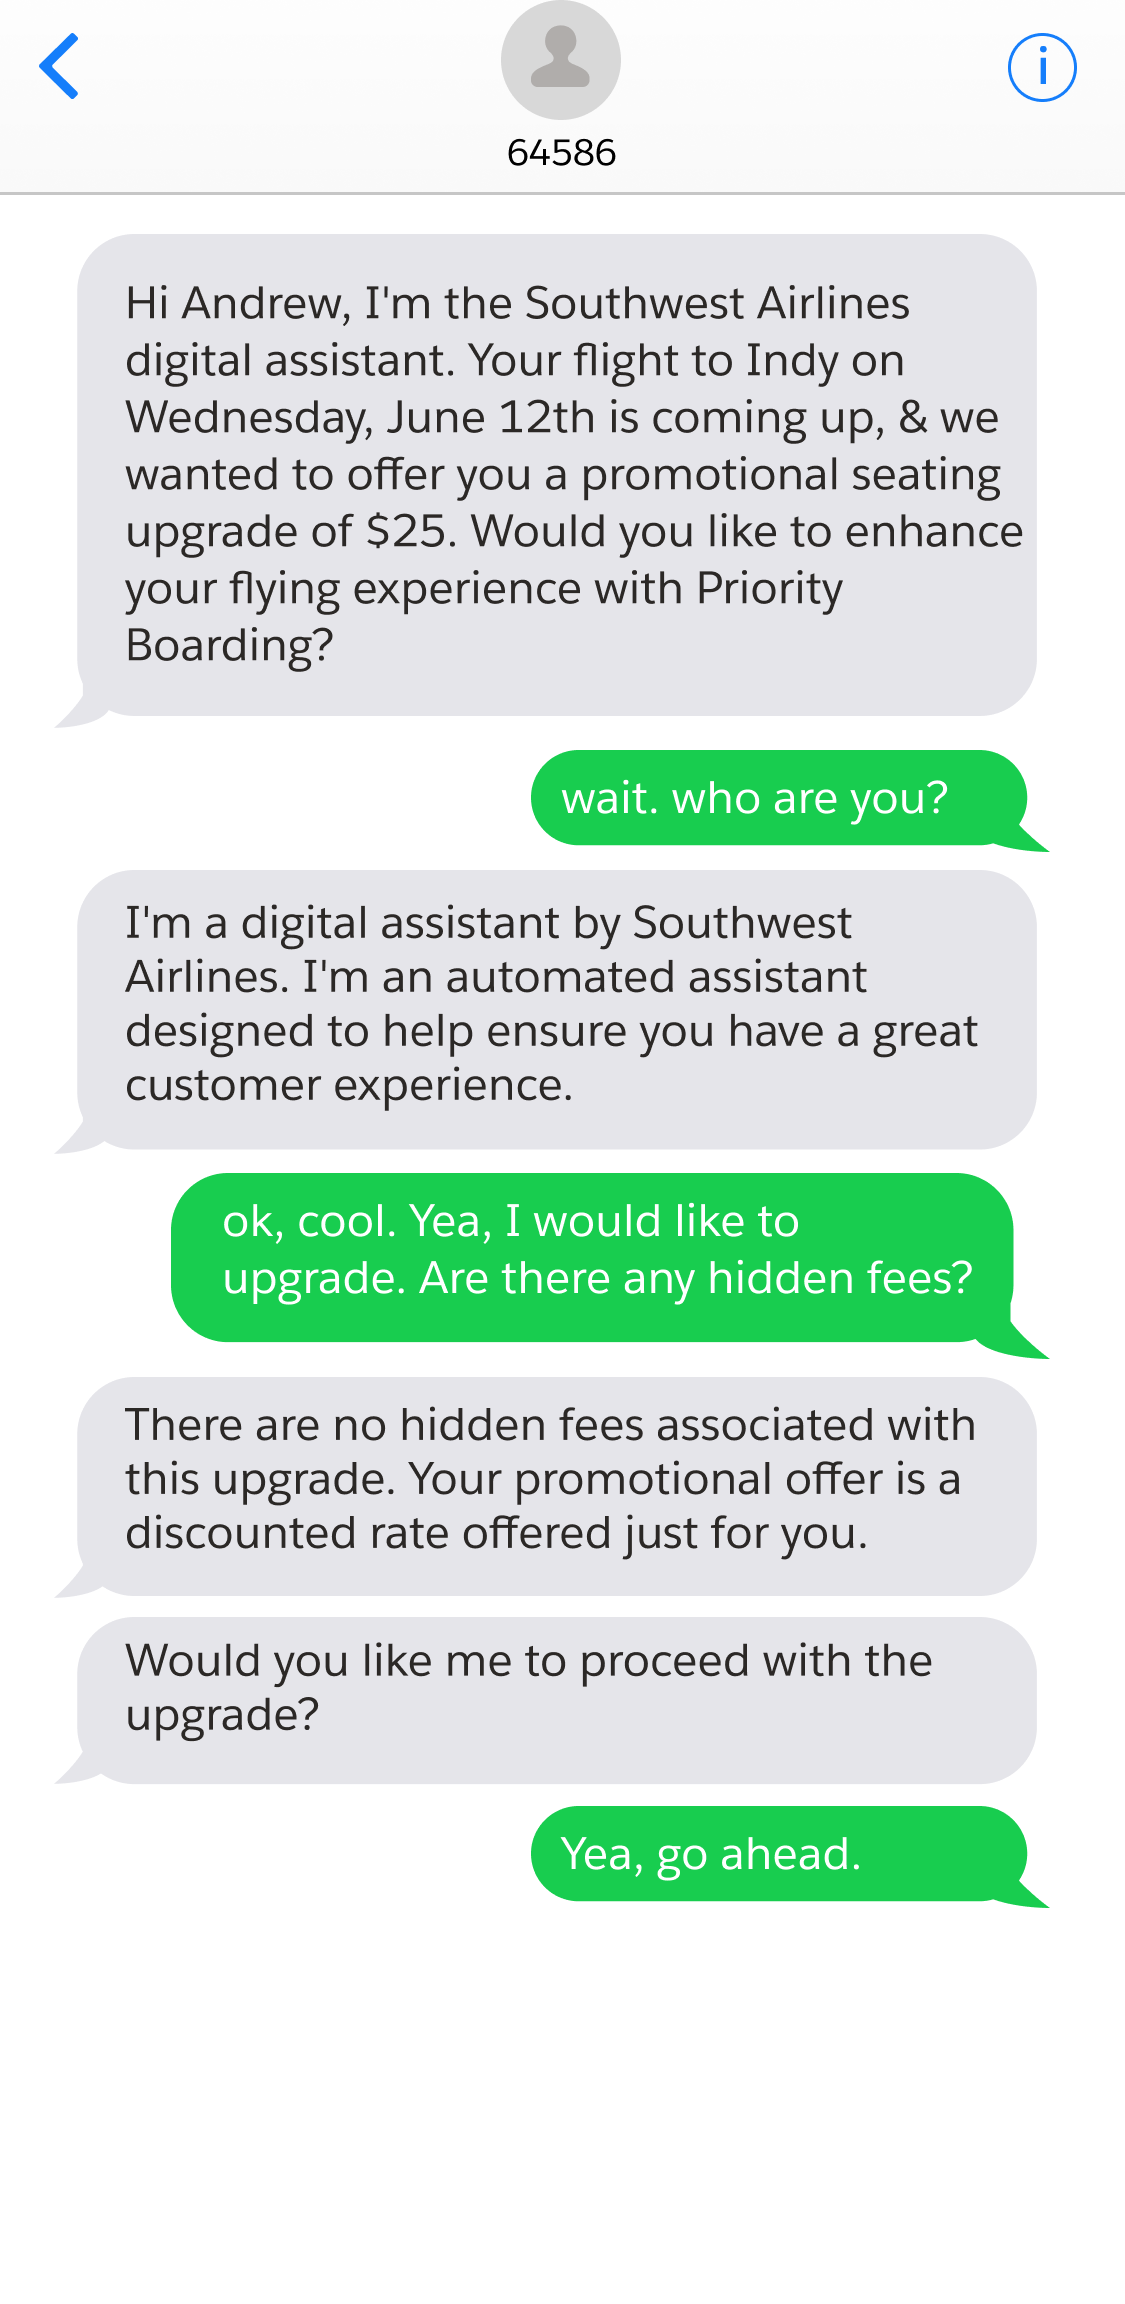 64586
Hi Andrew, I'm the Southwest Airlines
digital assistant. Your flight to Indy on
Wednesday, June 12th is coming up, & we
wanted to offer you a promotional seating
upgrade of $25. Would you like to enhance
your flying experience with Priority
Boarding?
wait. who are you?
I'm a digital assistant by Southwest
Airlines. I'm an automated assistant
designed to help ensure you have a great
customer experience.
ok, cool. Yea, I would like to
upgrade. Are there any hidden fees?
There are no hidden fees associated with
this upgrade. Your promotional offer is a
discounted rate offered just for you.
Would you like me to proceed with the
upgrade?
Yea, go ahead.